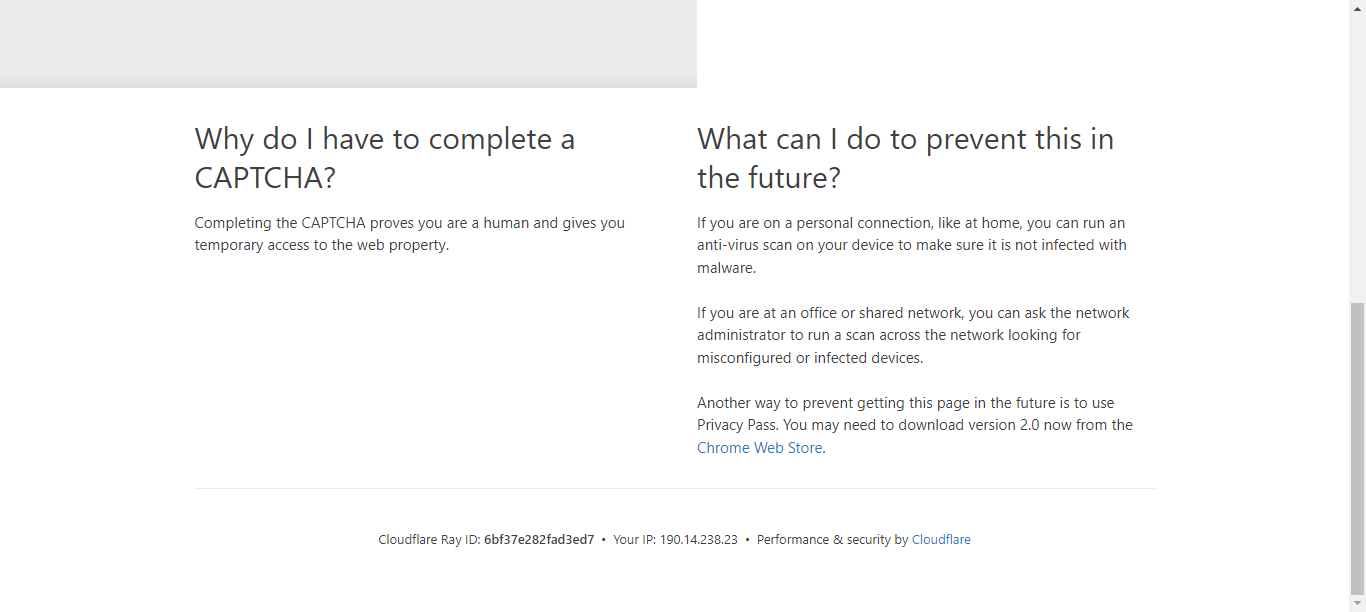 Why do I have to complete a
CAPTCHA?
Completing the CAPTCHA proves you are a human and gives you
temporary access to the web property.
What can I do to prevent this in
the future?
If you are on a personal connection, like at home, you can run an
anti-virus scan on your device to make sure it is not infected with
malware.
If you are at an office or shared network, you can ask the network
administrator to run a scan across the network looking for
misconfigured or infected devices.
Another way to prevent getting this page in the future is to use
Privacy Pass. You may need to download version 2.0 now from the
Chrome Web Store.
Cloudflare Ray ID: 6bf37e282fad3ed7 • Your IP: 190.14.238.23 • Performance & security by Cloudflare